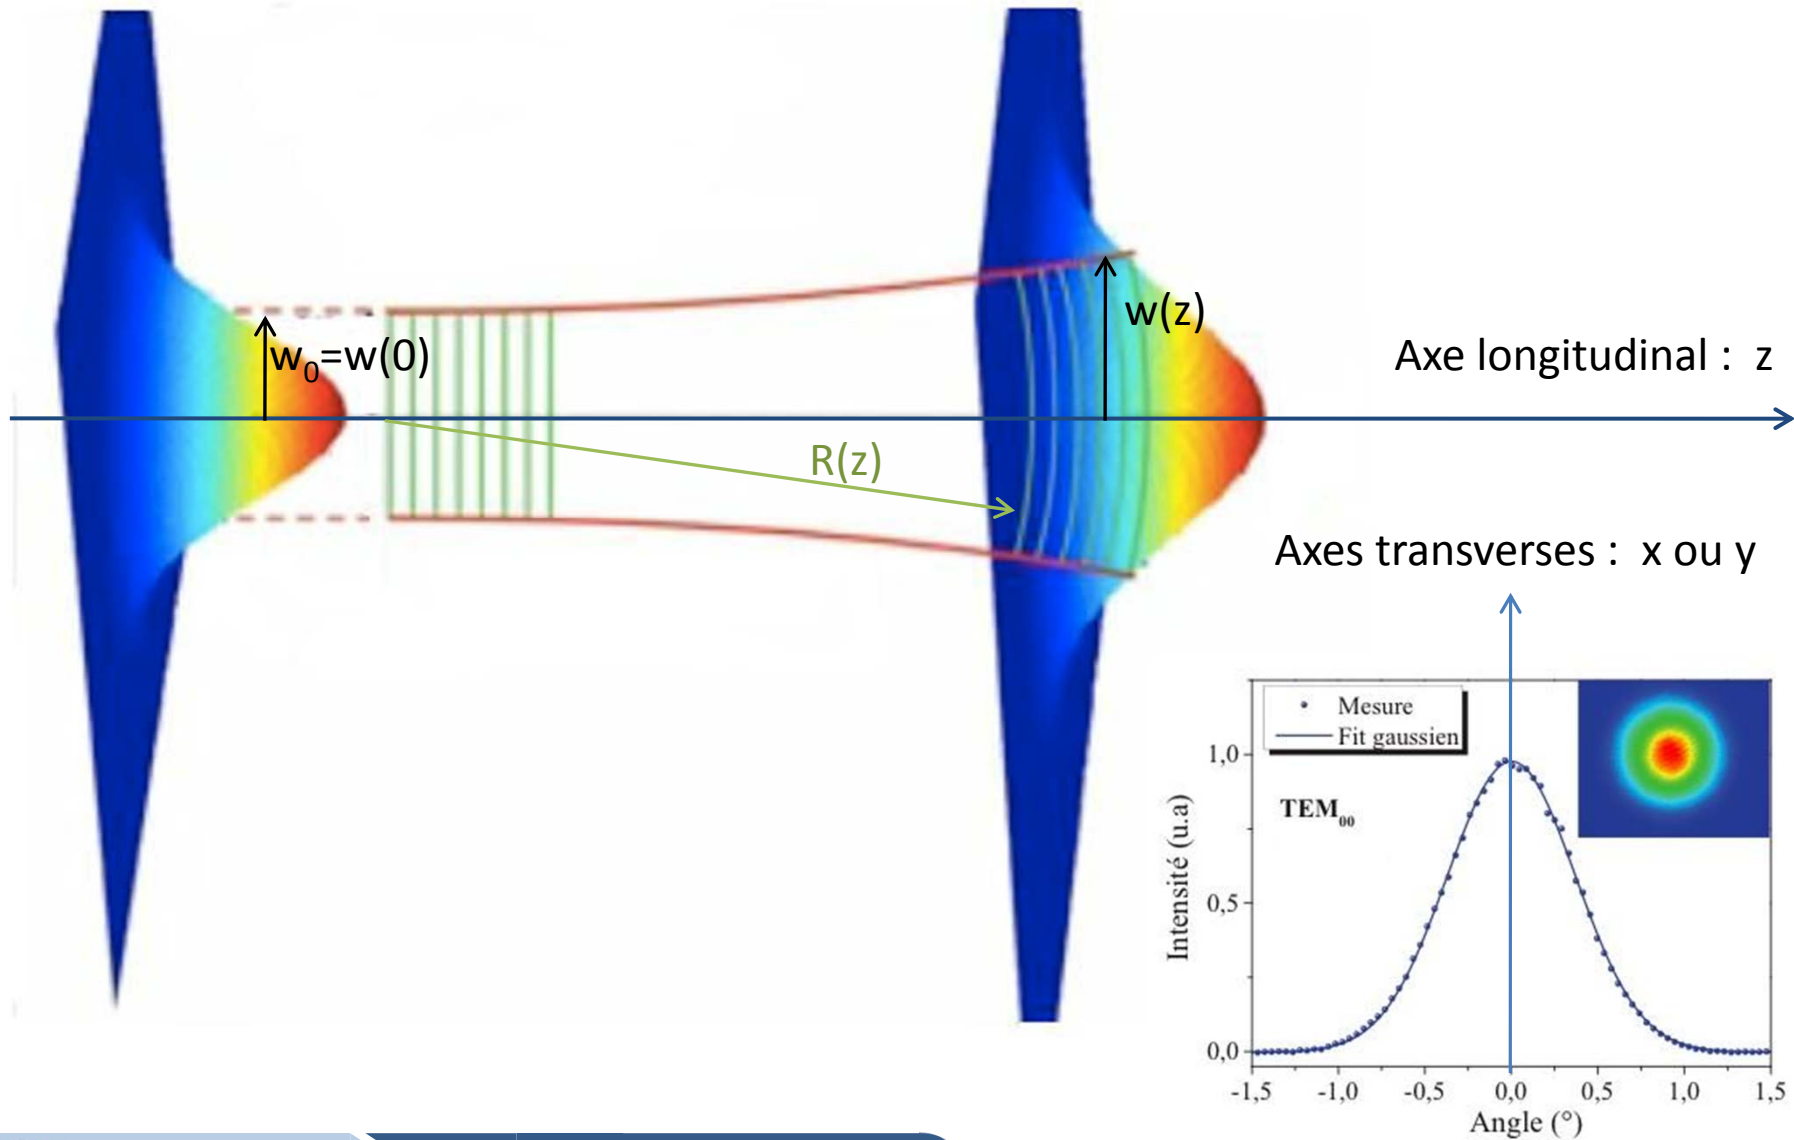 w₀=w(0)
w(z)
Axe longitudinal : z
R(z)
Axes transverses : x ou y
Mesure
Fit gaussien
TEM₀₀
Intensité (u.a)
1,0
0,5
0,0
-1,5 -1,0 -0,5 0,0 0,5 1,0 1,5
Angle (°)